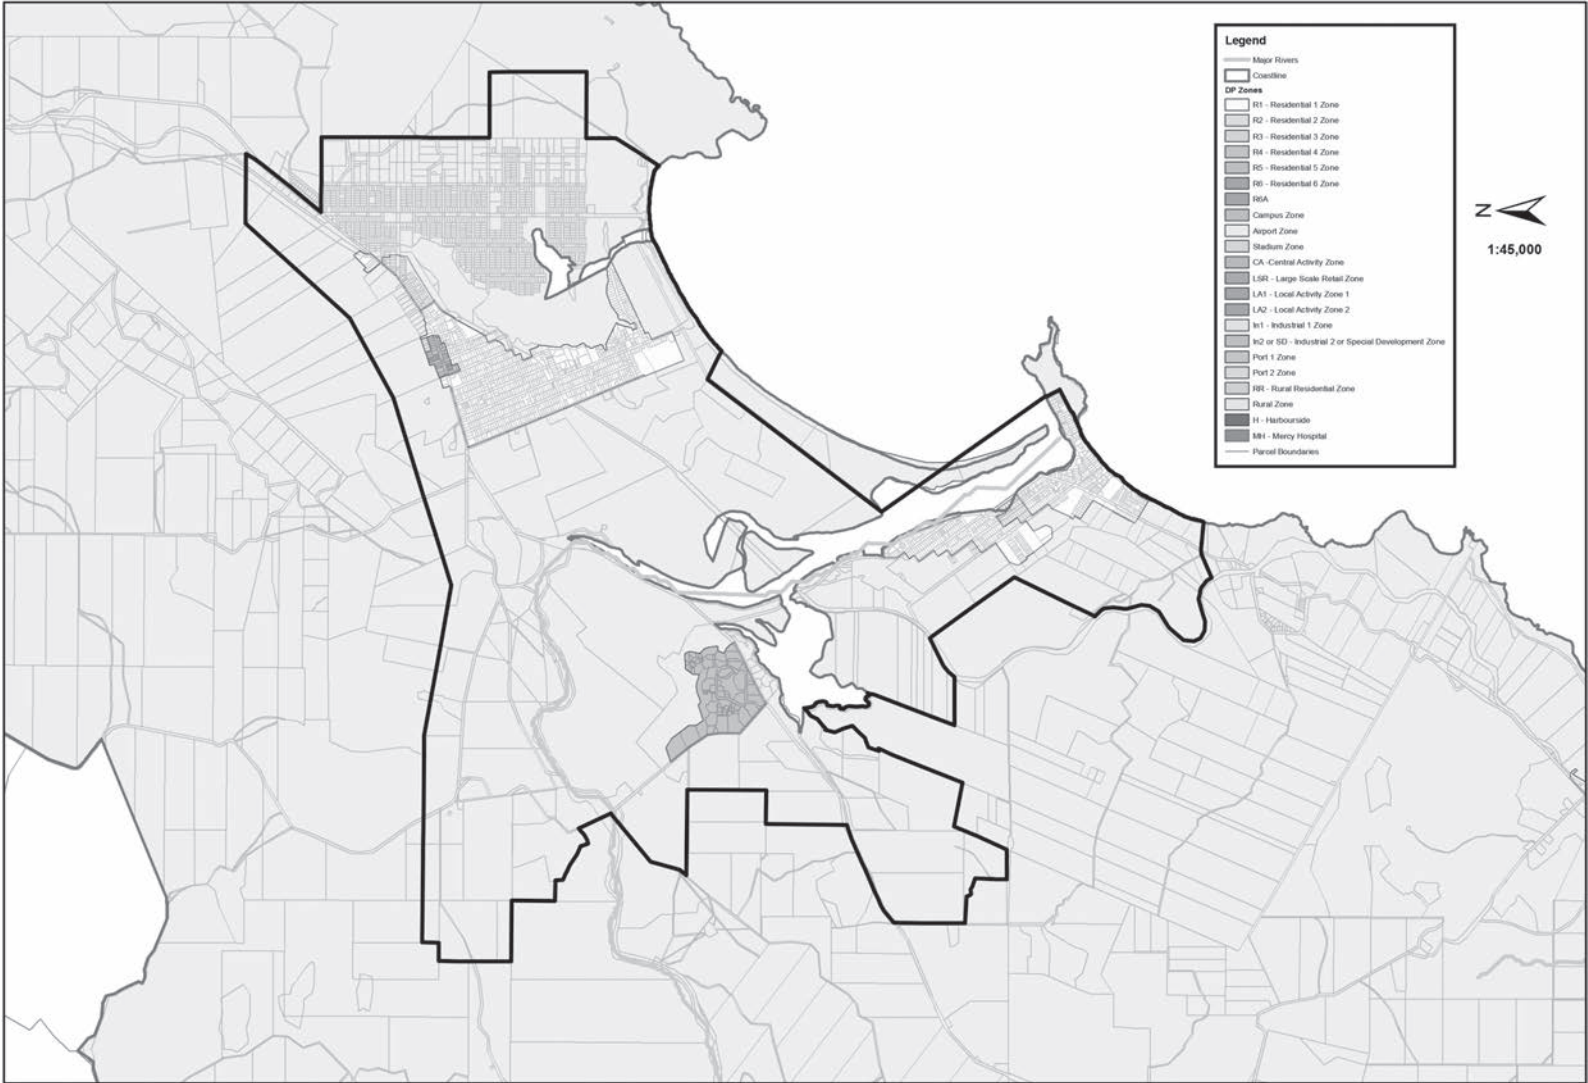 Legend
Major Rivers
Coastline
DP Zones
R1 - Residential 1 Zone
R2 - Residential 2 Zone
R3 - Residential 3 Zone
R4 - Residential 4 Zone
R5 - Residential 5 Zone
R6 - Residential 6 Zone
R6A
Campus Zone
Airport Zone
Stadium Zone
CA -Central Activity Zone
LSR - Large Scale Retail Zone
LA1 - Local Activity Zone 1
LA2 - Local Activity Zone 2
In1 - Industrial 1 Zone
In2 or SD - Industrial 2 or Special Development Zone
Port 1 Zone
Port 2 Zone
RR - Rural Residential Zone
Rural Zone
H - Harbourside
MH - Mercy Hospital
Parcel Boundaries
N
1:45,000